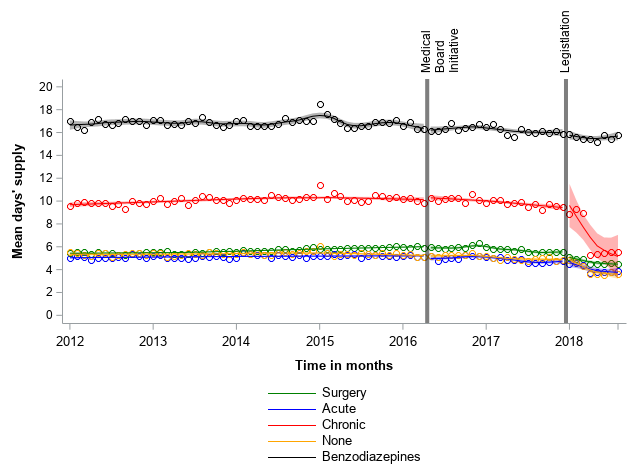 Medical
Board
Initiative
Legistlation
20
18
16
14
12
10
8
6
4
2
0
Mean days' supply
2012
2013
2014
2015
2016
2017
2018
Time in months
Surgery
Acute
Chronic
None
Benzodiazepines